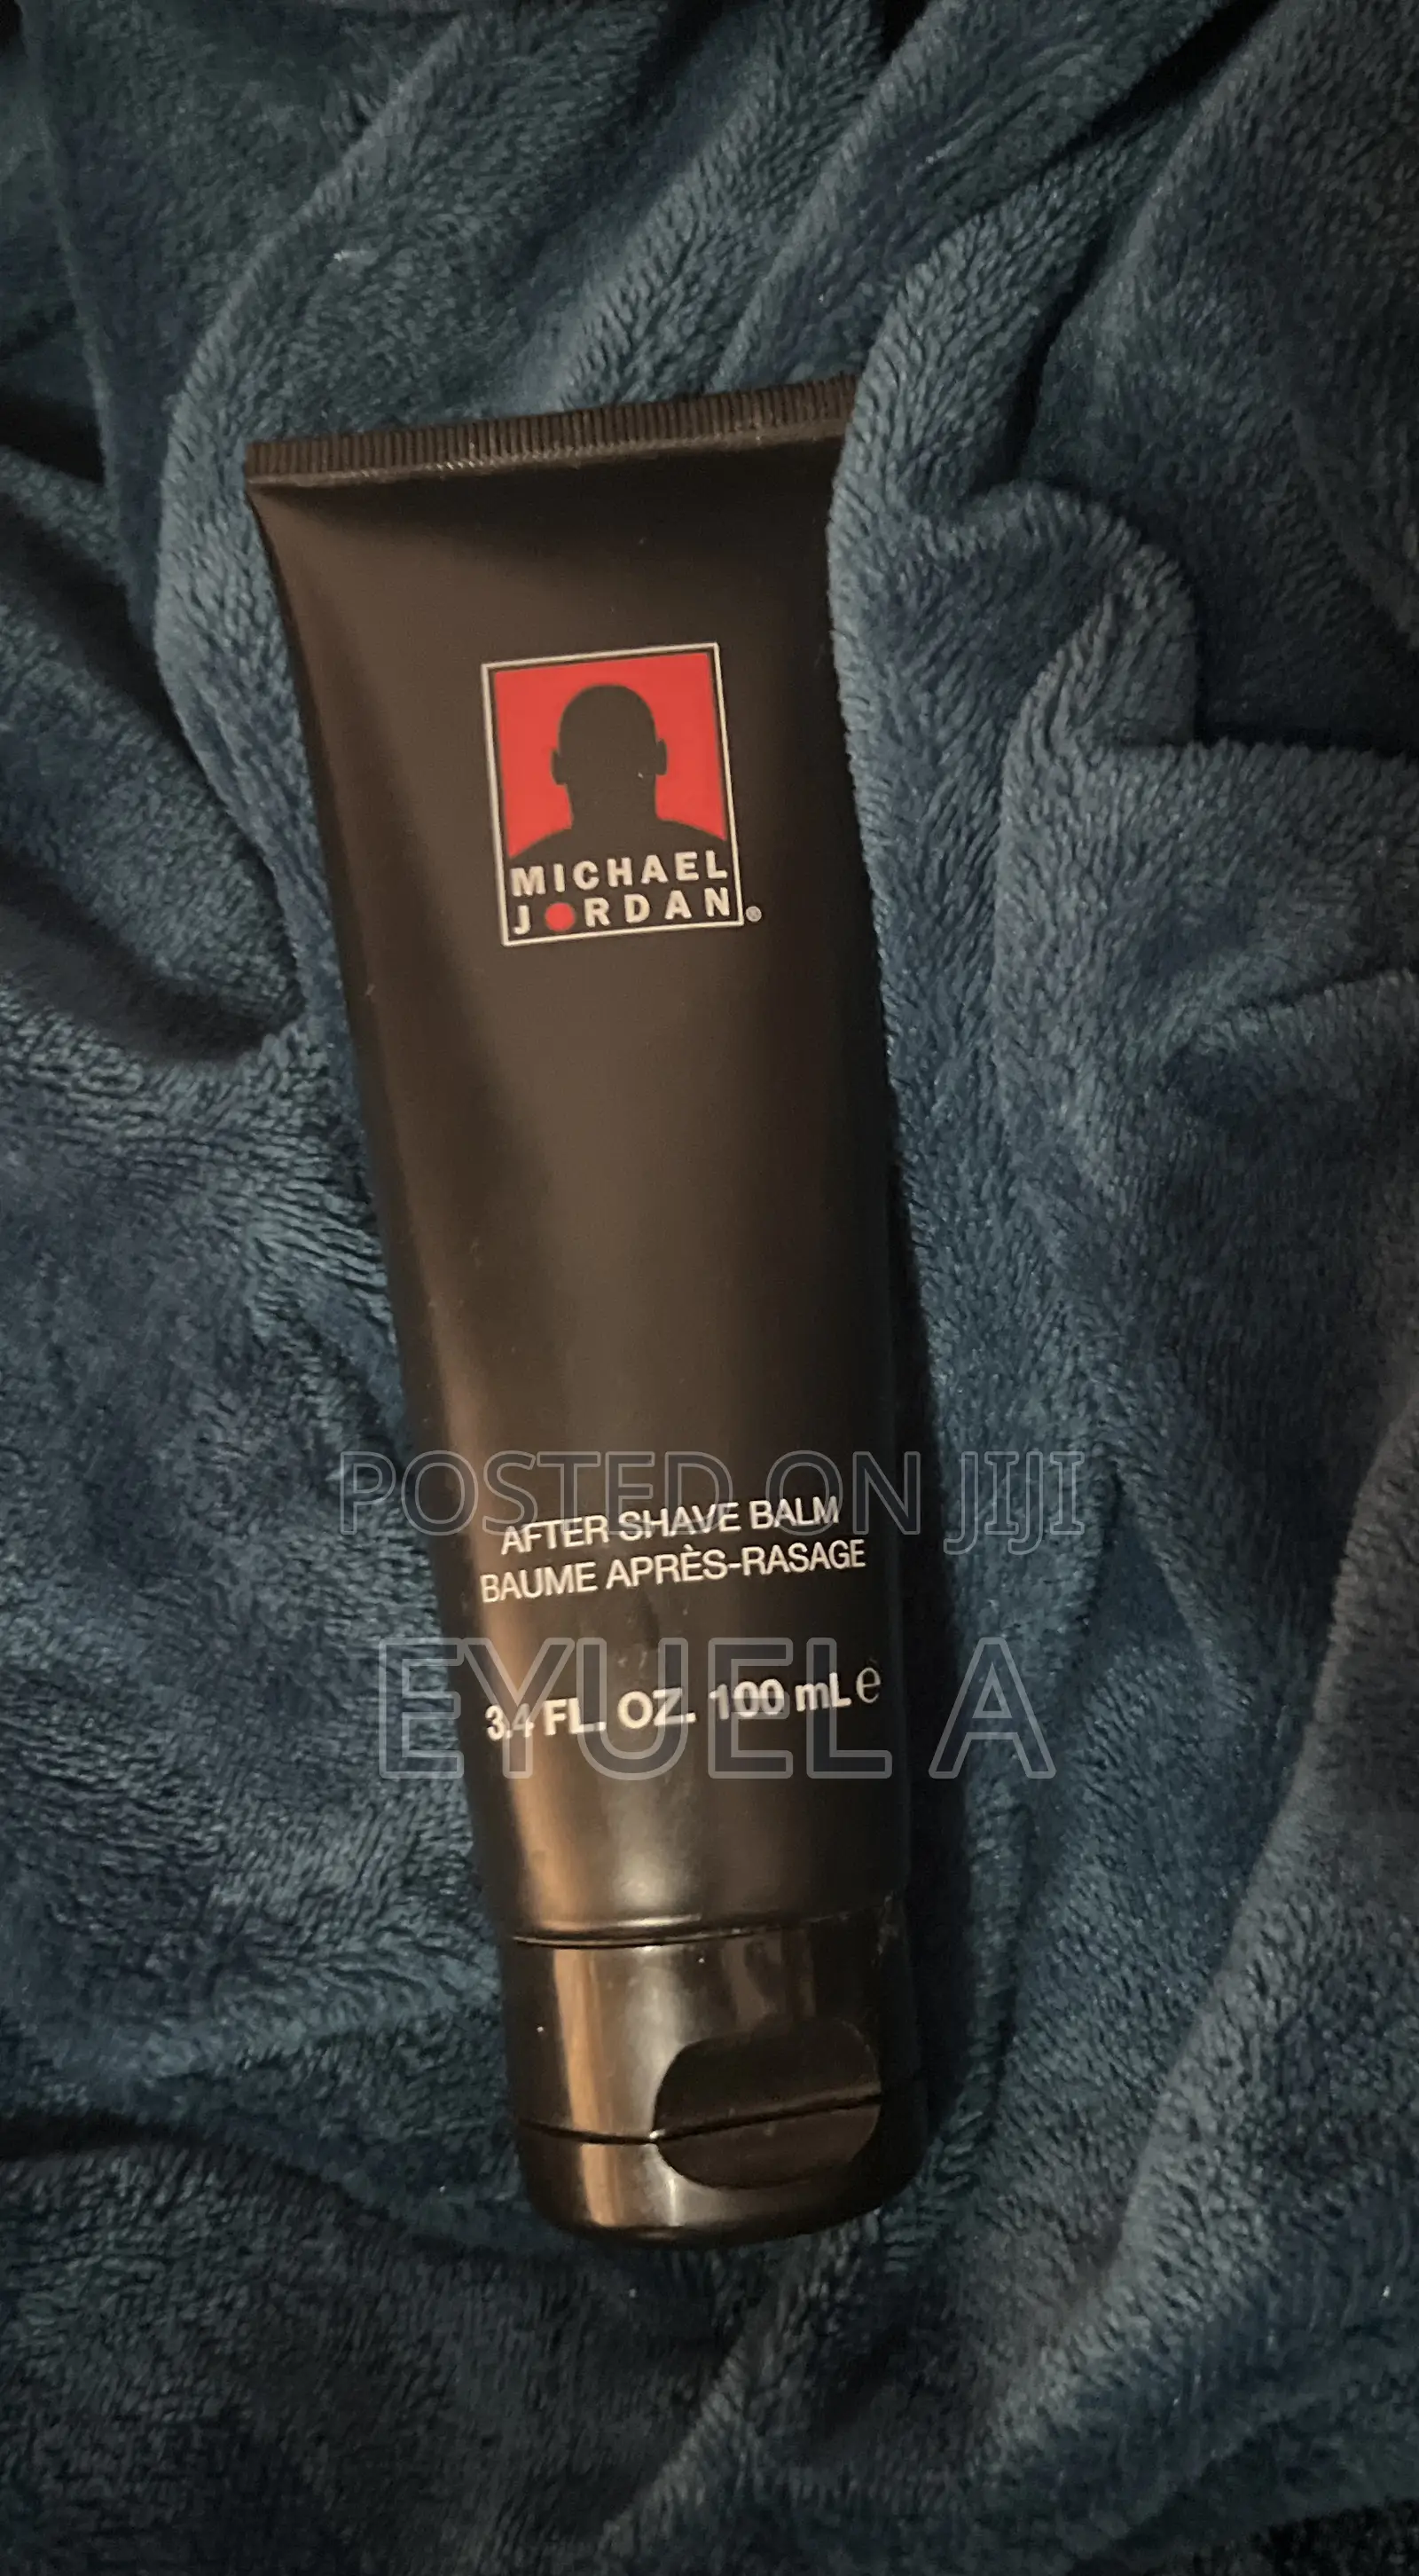 MICHAEL
JORDAN®
POSTED ON JIJI
AFTER SHAVE BALM
BAUME APRÈS-RASAGE
EYUEL A
3.4 FL. OZ. 100 mL ℮